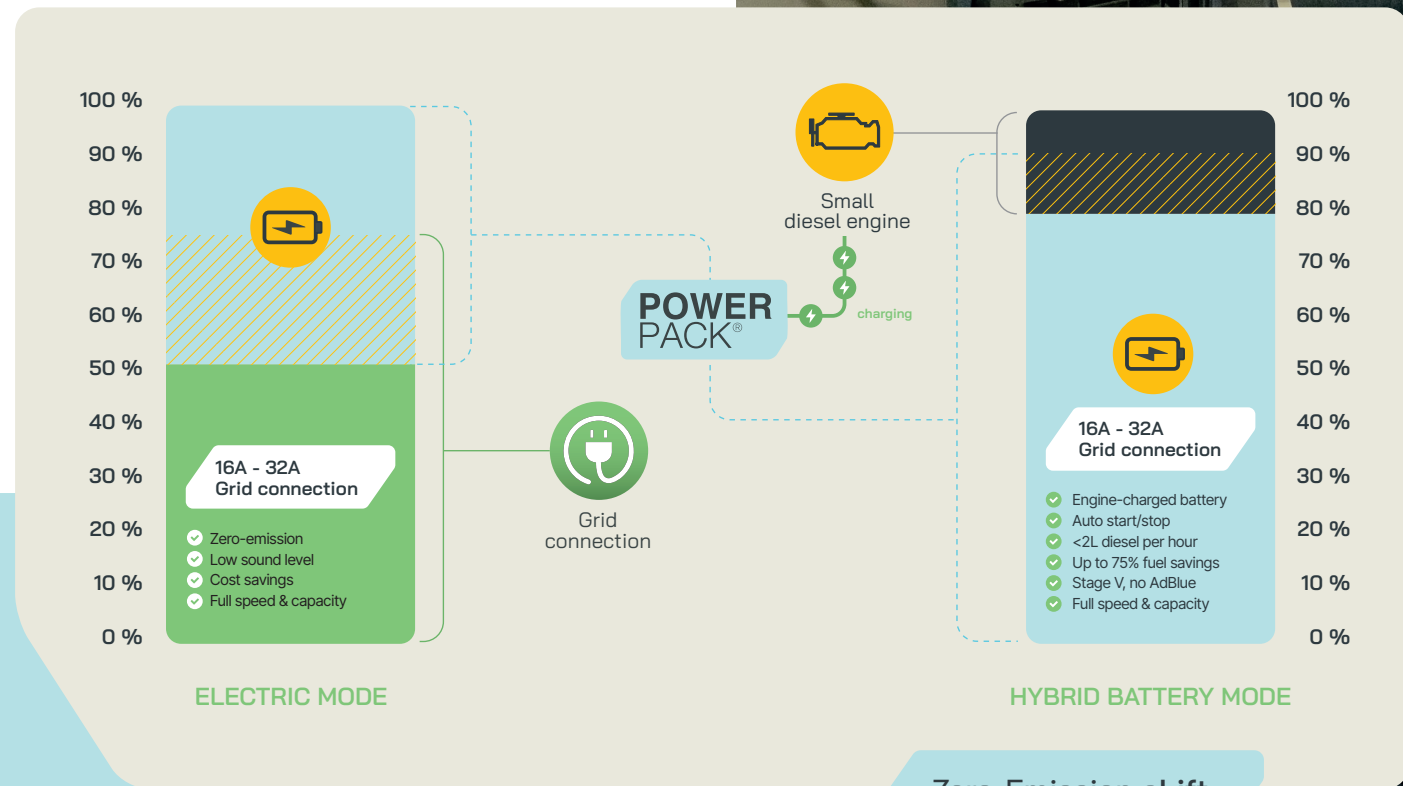 100 %
90 %
80 %
70 %
60 %
50 %
40 %
30 %
20 %
10 %
0 %
16A - 32A
Grid connection
Zero-emission
Low sound level
Cost savings
Full speed & capacity
ELECTRIC MODE
Grid
connection
POWER
PACK®
charging
Small
diesel engine
16A - 32A
Grid connection
Engine-charged battery
Auto start/stop
<2L diesel per hour
Up to 75% fuel savings
Stage V, no AdBlue
Full speed & capacity
100 %
90 %
80 %
70 %
60 %
50 %
40 %
30 %
20 %
10 %
0 %
HYBRID BATTERY MODE
Zero-Emission shift